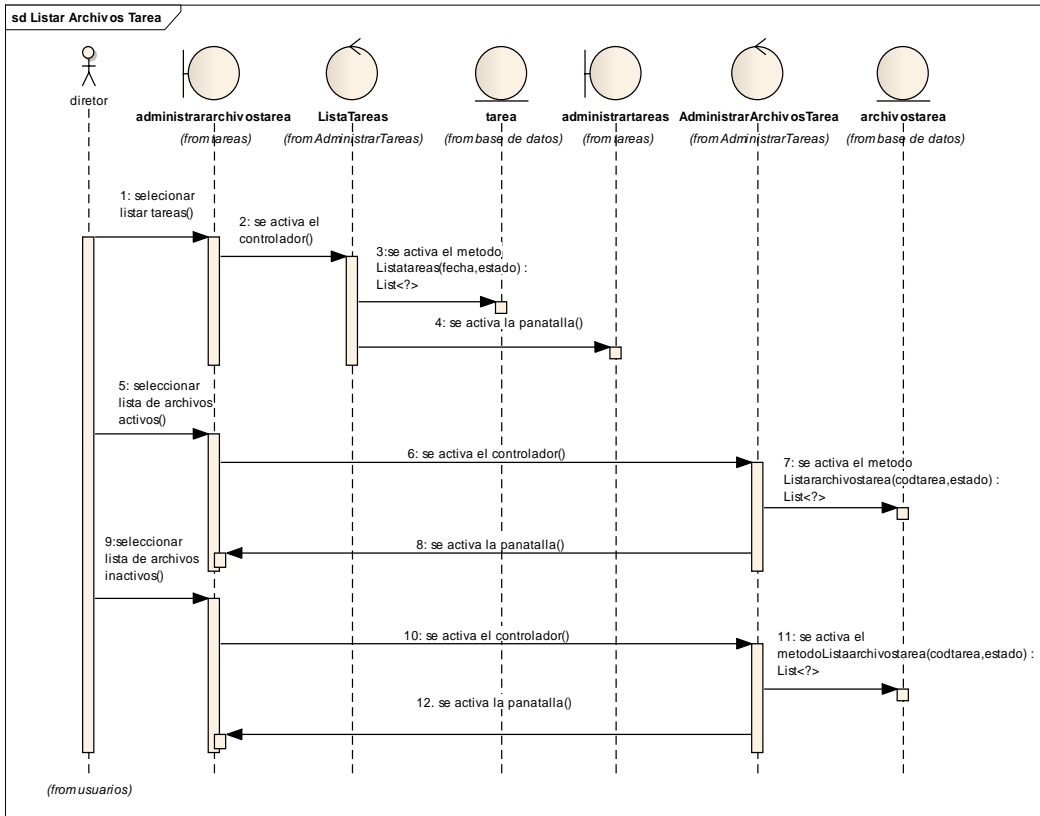 sd Listar Archivos Tarea
diretor
administrararchivostarea
(from tareas)
ListaTareas
(from AdministrarTareas)
tarea
(from base de datos)
administrartareas
(from tareas)
AdministrarArchivosTarea
(from AdministrarTareas)
archivostarea
(from base de datos)
1: selecionar
listar tareas()
2: se activa el
controlador()
3:se activa el metodo
Listatareas(fecha,estado) :
List<?>
4: se activa la panatalla()
5: seleccionar
lista de archivos
activos()
6: se activa el controlador()
7: se activa el metodo
Listararchivostarea(codtarea,estado) :
List<?>
8: se activa la panatalla()
9:seleccionar
lista de archivos
inactivos()
10: se activa el controlador()
11: se activa el
metodoListaarchivostarea(codtarea,estado) :
List<?>
12. se activa la panatalla()
(from usuarios)